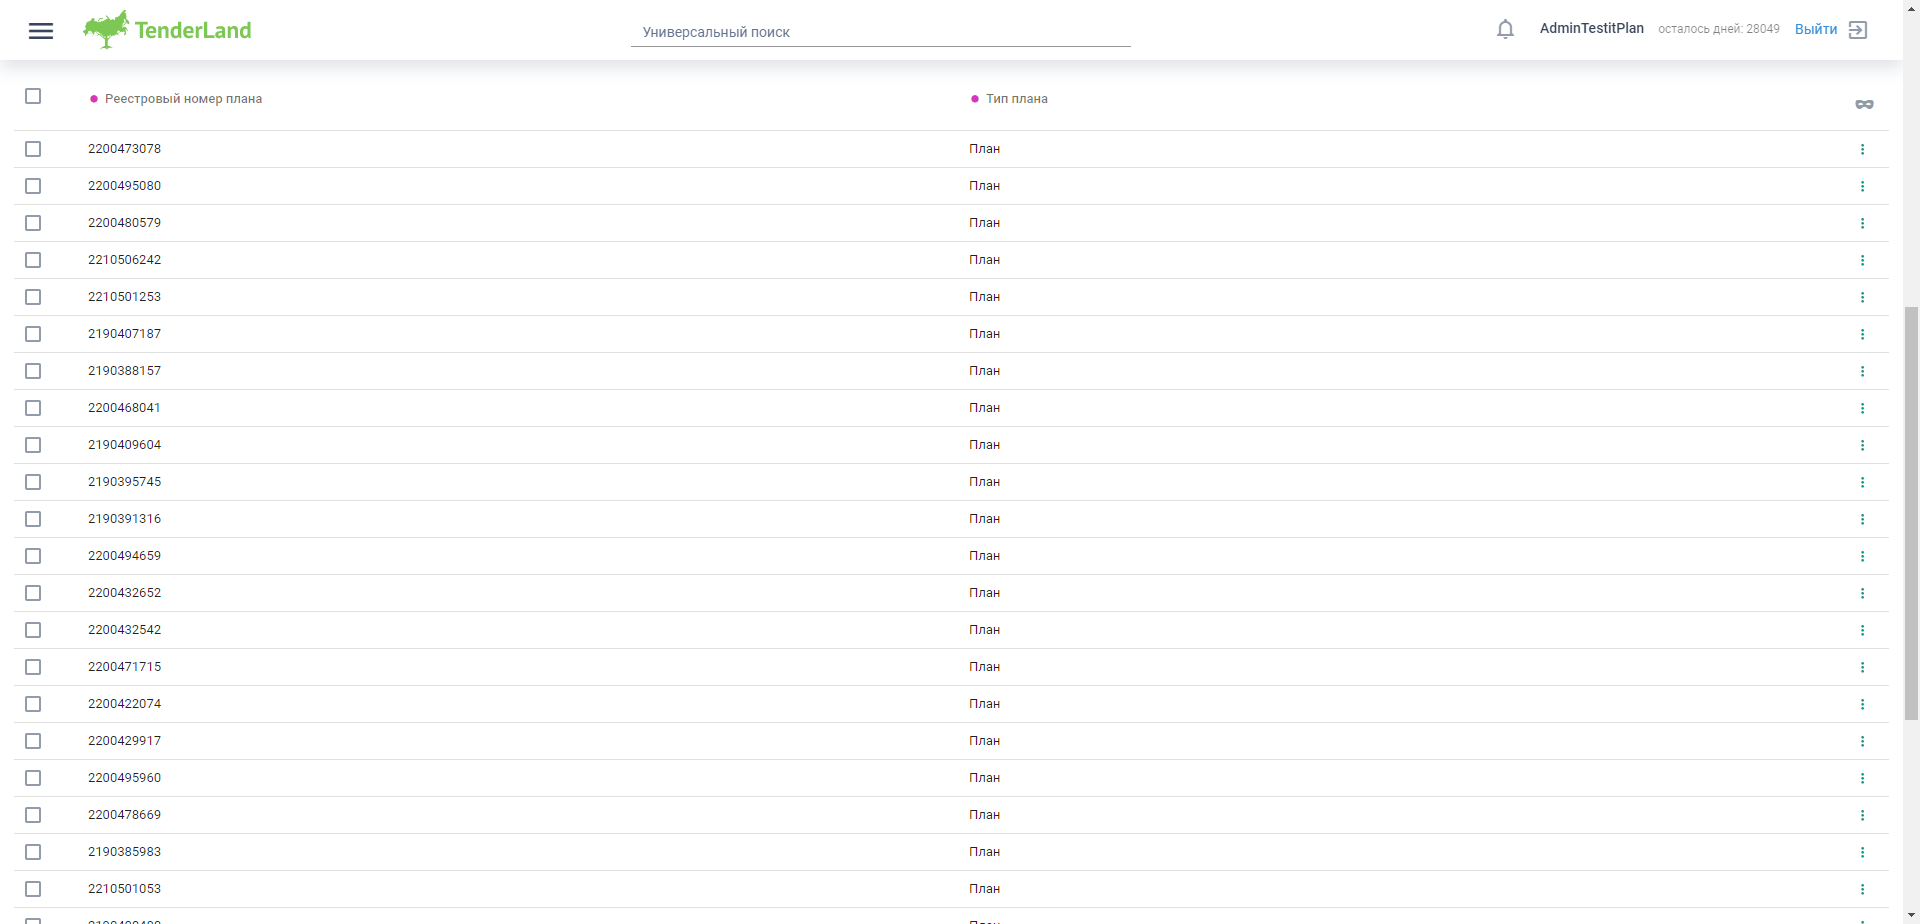 TenderLand
Универсальный поиск
AdminTestitPlan осталось дней: 28049 Выйти
Реестровый номер плана Тип плана
2200473078 План
2200495080 План
2200480579 План
2210506242 План
2210501253 План
2190407187 План
2190388157 План
2200468041 План
2190409604 План
2190395745 План
2190391316 План
2200494659 План
2200432652 План
2200432542 План
2200471715 План
2200422074 План
2200429917 План
2200495960 План
2200478669 План
2190385983 План
2210501053 План
План